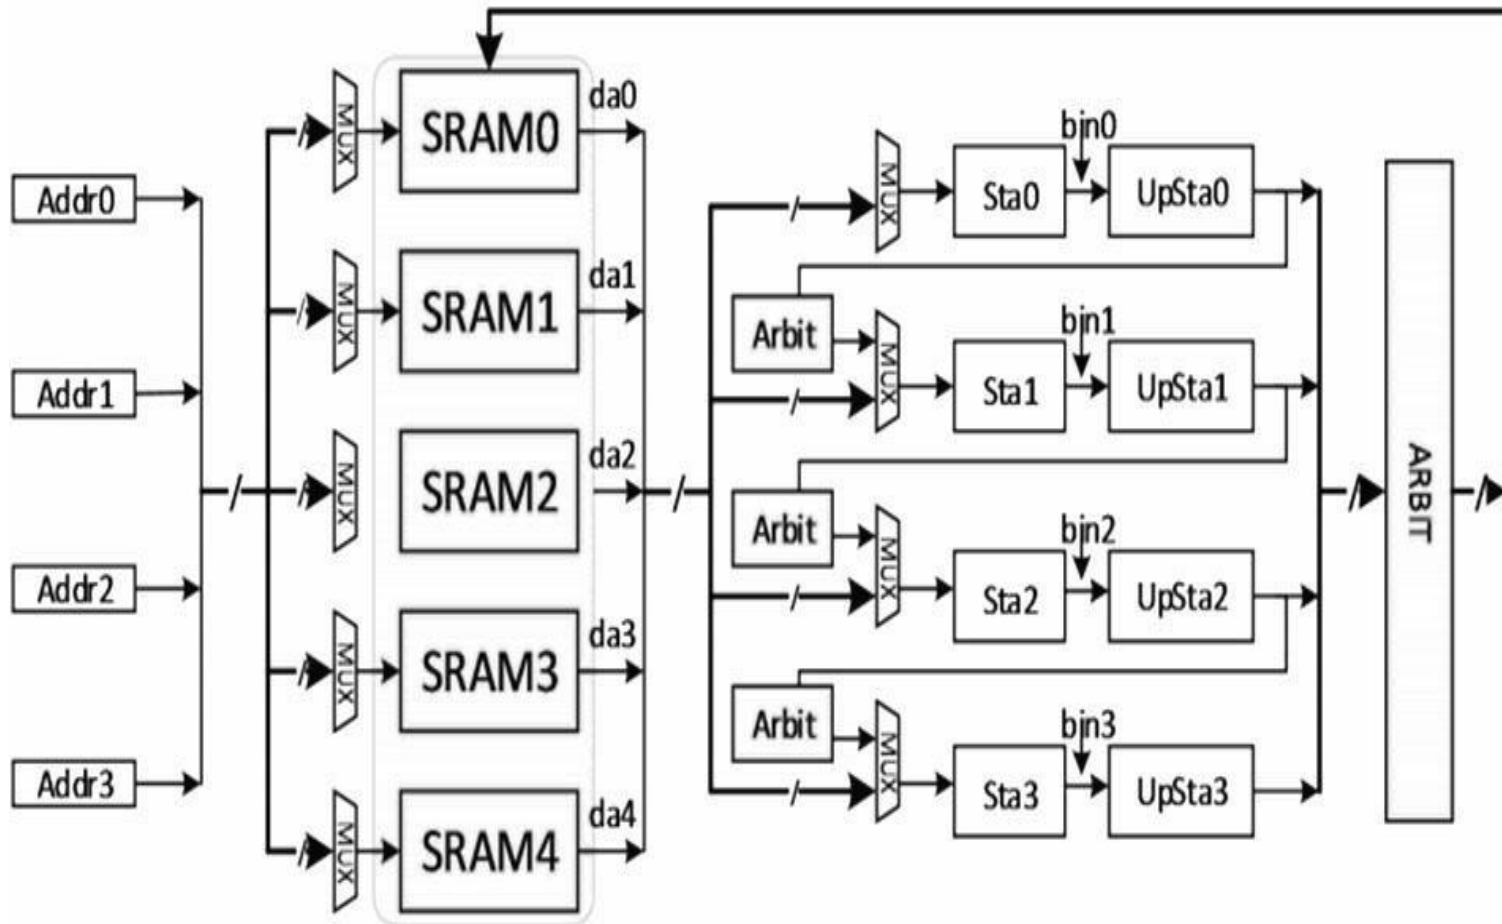 Addr0
Addr1
Addr2
Addr3
MUX
SRAM0
da0
MUX
SRAM1
da1
MUX
SRAM2
da2
MUX
SRAM3
da3
MUX
SRAM4
da4
MUX
Sta0
bin0
UpSta0
Arbit
MUX
Sta1
bin1
UpSta1
Arbit
MUX
Sta2
bin2
UpSta2
Arbit
MUX
Sta3
bin3
UpSta3
ARBIT